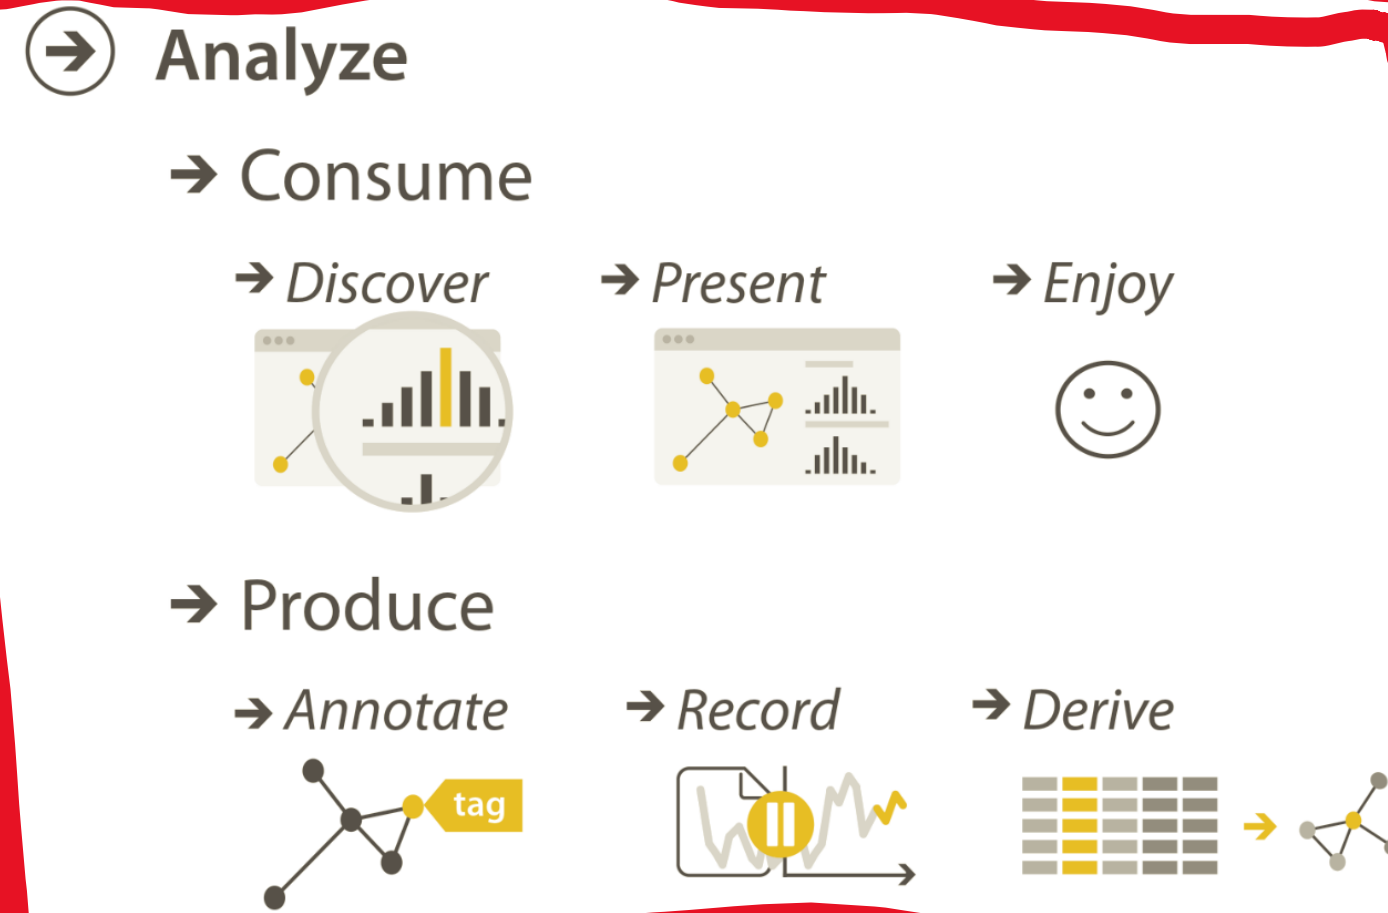 Analyze
Consume
Discover Present Enjoy
Produce
Annotate Record Derive
tag